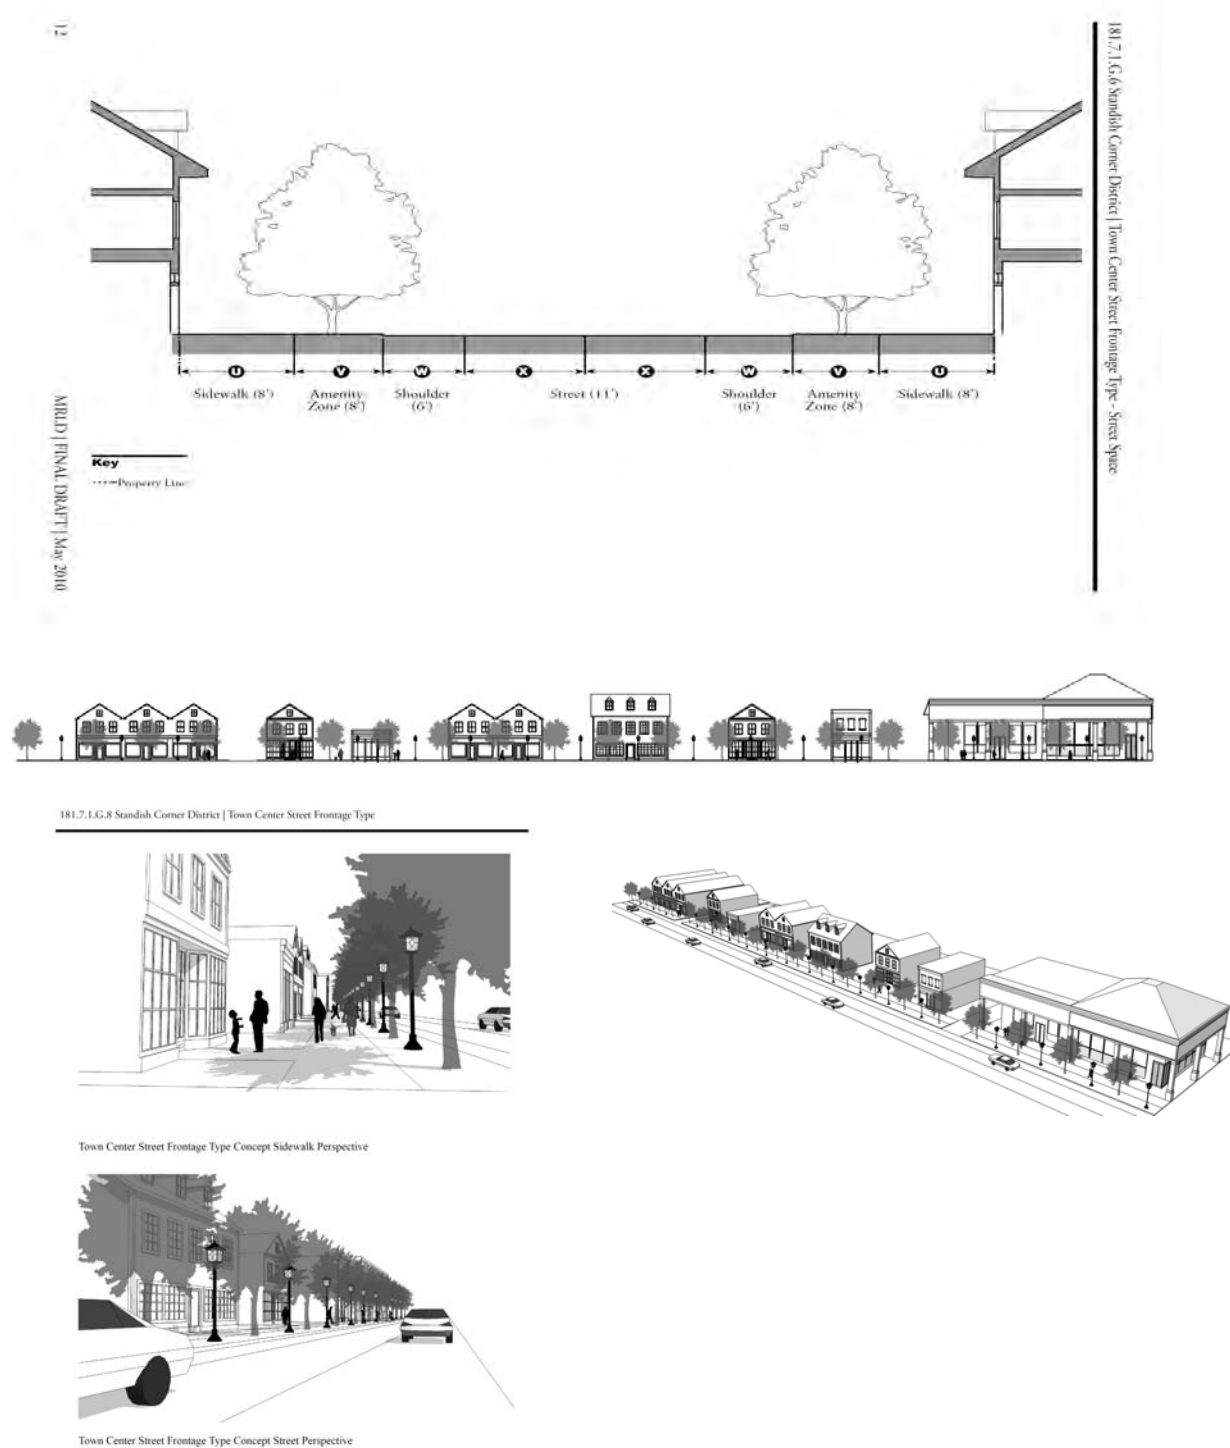 12
181.7.1.G.6 Standish Corner District | Town Center Street Frontage Type - Street Space
U
V
W
X
X
W
V
U
Sidewalk (8')
Amenity
Zone (8')
Shoulder
(6')
Street (11')
Shoulder
(6')
Amenity
Zone (8')
Sidewalk (8')
Key
Property Line
MRLD | FINAL DRAFT | May 2010
181.7.1.G.8 Standish Corner District | Town Center Street Frontage Type
Town Center Street Frontage Type Concept Sidewalk Perspective
Town Center Street Frontage Type Concept Street Perspective